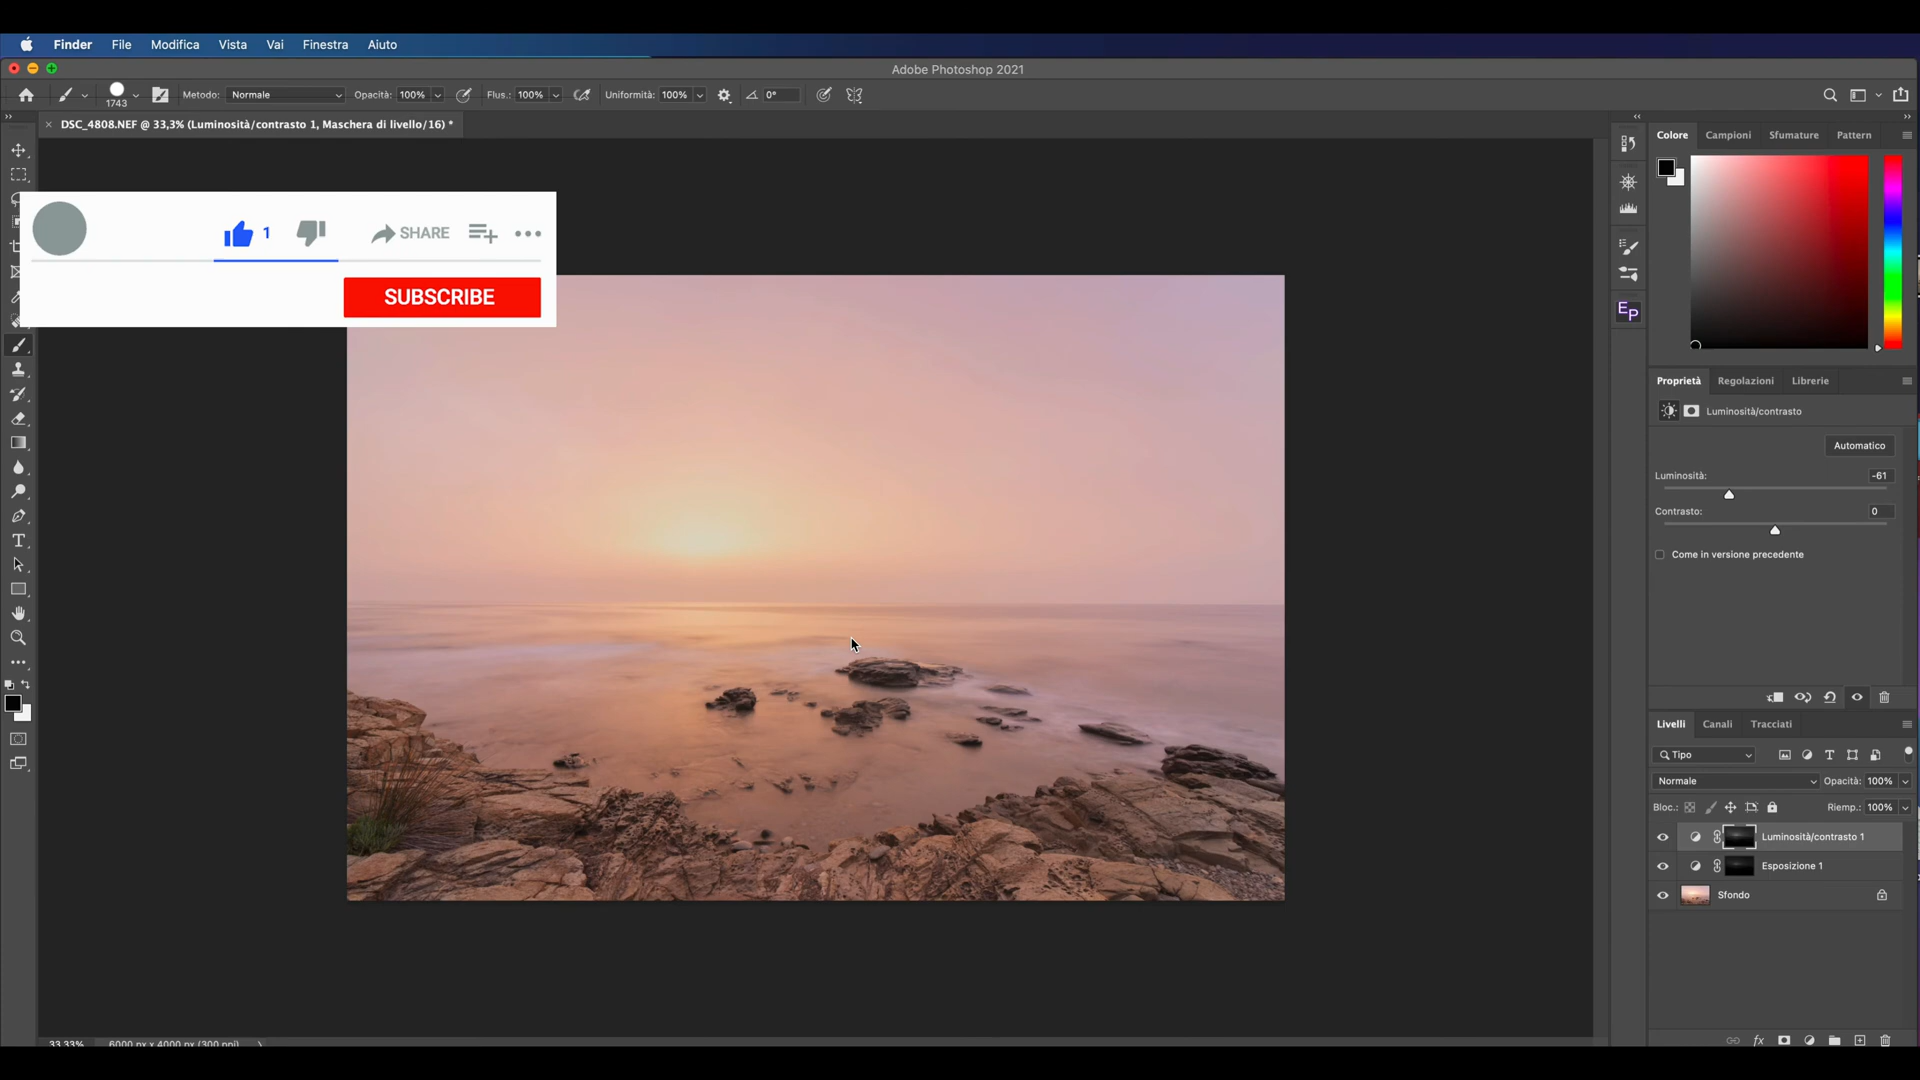 Finder File Modifica Vista Vai Finestra Aiuto
Adobe Photoshop 2021
1743 Metodo: Normale Opacità: 100% Flus.: 100% Uniformità: 100% 0°
DSC_4808.NEF @ 33,3% (Luminosità/contrasto 1, Maschera di livello/16) *
Colore Campioni Sfumature Pattern
1 SHARE
SUBSCRIBE
Ep
Proprietà Regolazioni Librerie
Luminosità/contrasto
Automatico
Luminosità: -61
Contrasto: 0
Come in versione precedente
Livelli Canali Tracciati
Tipo
Normale Opacità: 100%
Bloc.: Riemp.: 100%
Luminosità/contrasto 1
Esposizione 1
Sfondo
33,33% 6000 px x 4000 px (300 ppi)
fx